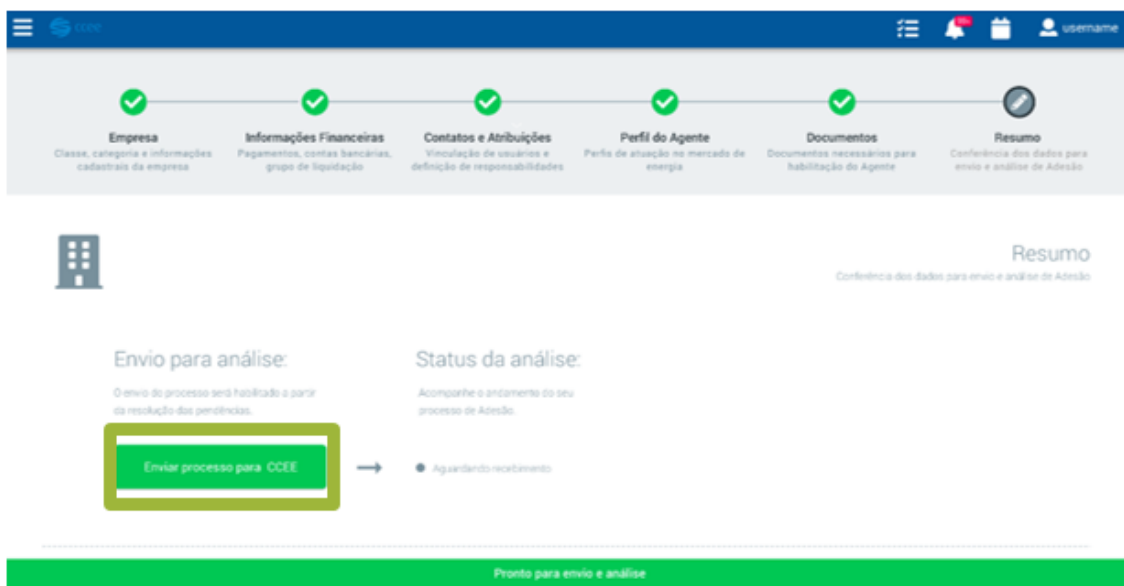 ccee
99+
username
Empresa
Classe, categoria e informações
cadastrais da empresa
Informações Financeiras
Pagamentos, contas bancárias,
grupo de liquidação
Contatos e Atribuições
Vinculação de usuários e
definição de responsabilidades
Perfil do Agente
Perfis de atuação no mercado de
energia
Documentos
Documentos necessários para
habilitação do Agente
Resumo
Conferência dos dados para
envio e análise de Adesão
Resumo
Conferência dos dados para envio e análise de Adesão
Envio para análise:
O envio do processo será habilitado a partir
da resolução das pendências.
Enviar processo para CCEE
Status da análise:
Acompanhe o andamento do seu
processo de Adesão.
Aguardando recebimento
Pronto para envio e análise